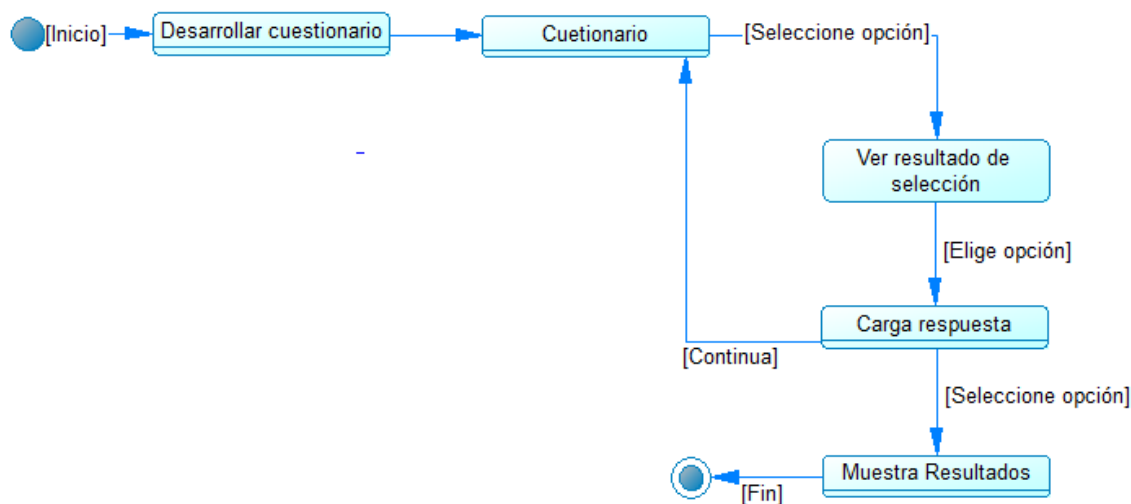 [Inicio]
Desarrollar cuestionario
Cuetionario
[Seleccione opción]
Ver resultado de
selección
[Elige opción]
Carga respuesta
[Continua]
[Seleccione opción]
Muestra Resultados
[Fin]